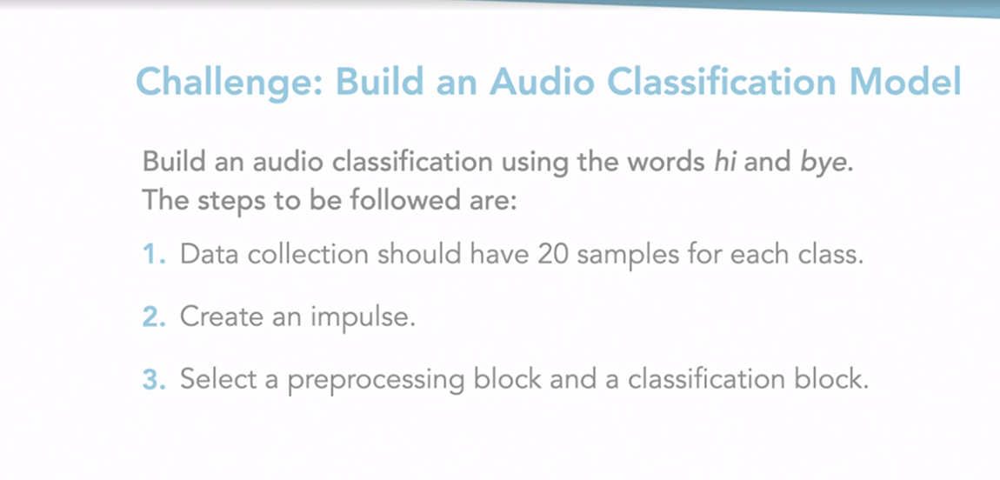 Challenge: Build an Audio Classification Model
Build an audio classification using the words hi and bye.
The steps to be followed are:
1. Data collection should have 20 samples for each class.
2. Create an impulse.
3. Select a preprocessing block and a classification block.